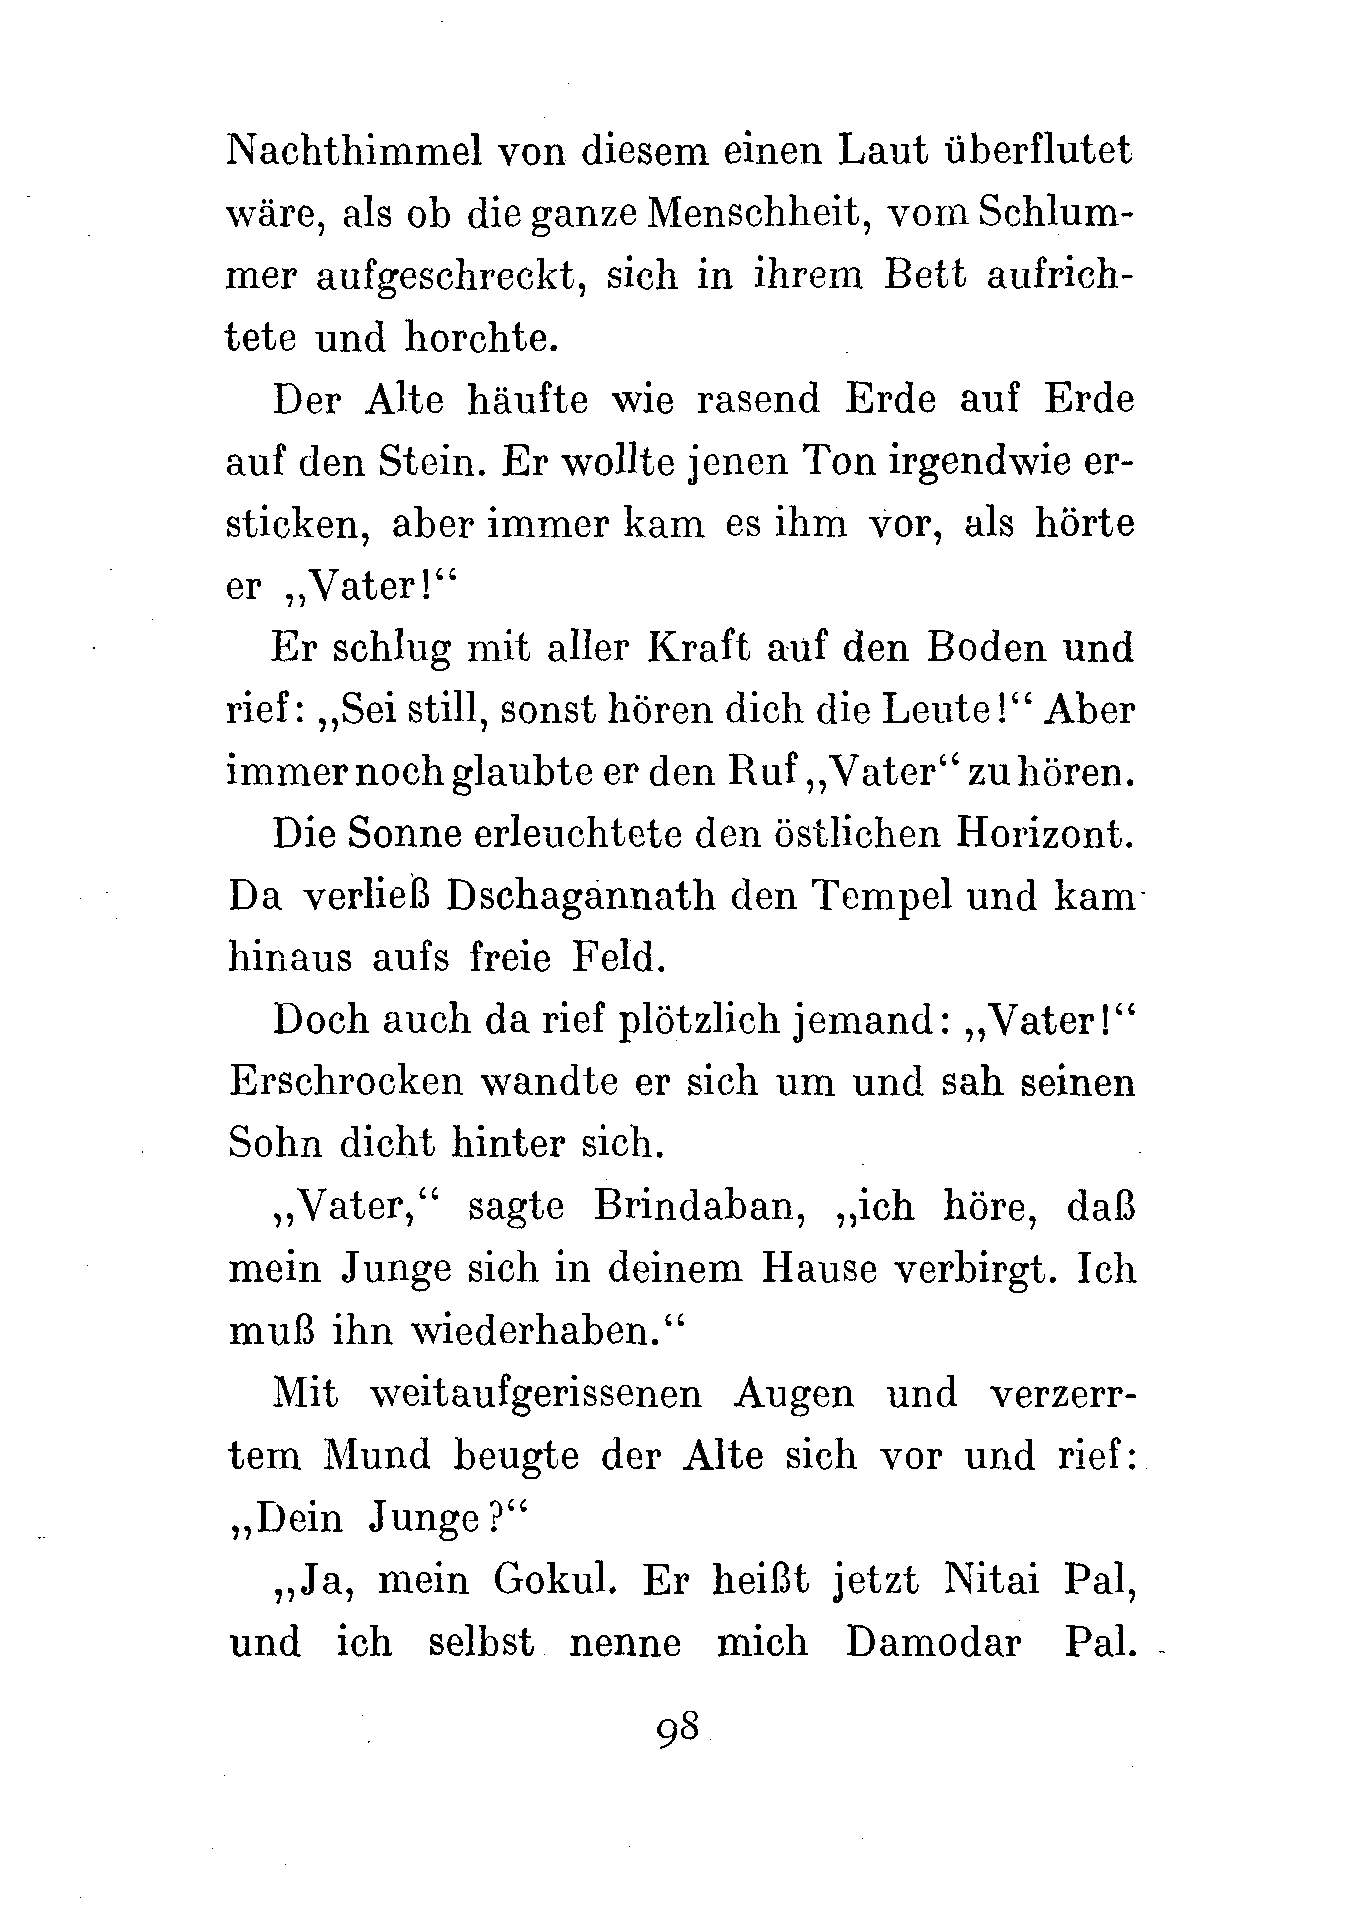 Nachthimmel von diesem einen Laut überflutet
wäre, als ob die ganze Menschheit, vom Schlum-
mer aufgeschreckt, sich in ihrem Bett aufrich-
tete und horchte.
Der Alte häufte wie rasend Erde auf Erde
auf den Stein. Er wollte jenen Ton irgendwie er-
sticken, aber immer kam es ihm vor, als hörte
er „Vater!“
Er schlug mit aller Kraft auf den Boden und
rief: „Sei still, sonst hören dich die Leute!“ Aber
immer noch glaubte er den Ruf „Vater“ zu hören.
Die Sonne erleuchtete den östlichen Horizont.
Da verließ Dschagannath den Tempel und kam
hinaus aufs freie Feld.
Doch auch da rief plötzlich jemand: „Vater!“
Erschrocken wandte er sich um und sah seinen
Sohn dicht hinter sich.
„Vater,“ sagte Brindaban, „ich höre, daß
mein Junge sich in deinem Hause verbirgt. Ich
muß ihn wiederhaben.“
Mit weitaufgerissenen Augen und verzerr-
tem Mund beugte der Alte sich vor und rief:
„Dein Junge?“
„Ja, mein Gokul. Er heißt jetzt Nitai Pal,
und ich selbst nenne mich Damodar Pal.
98